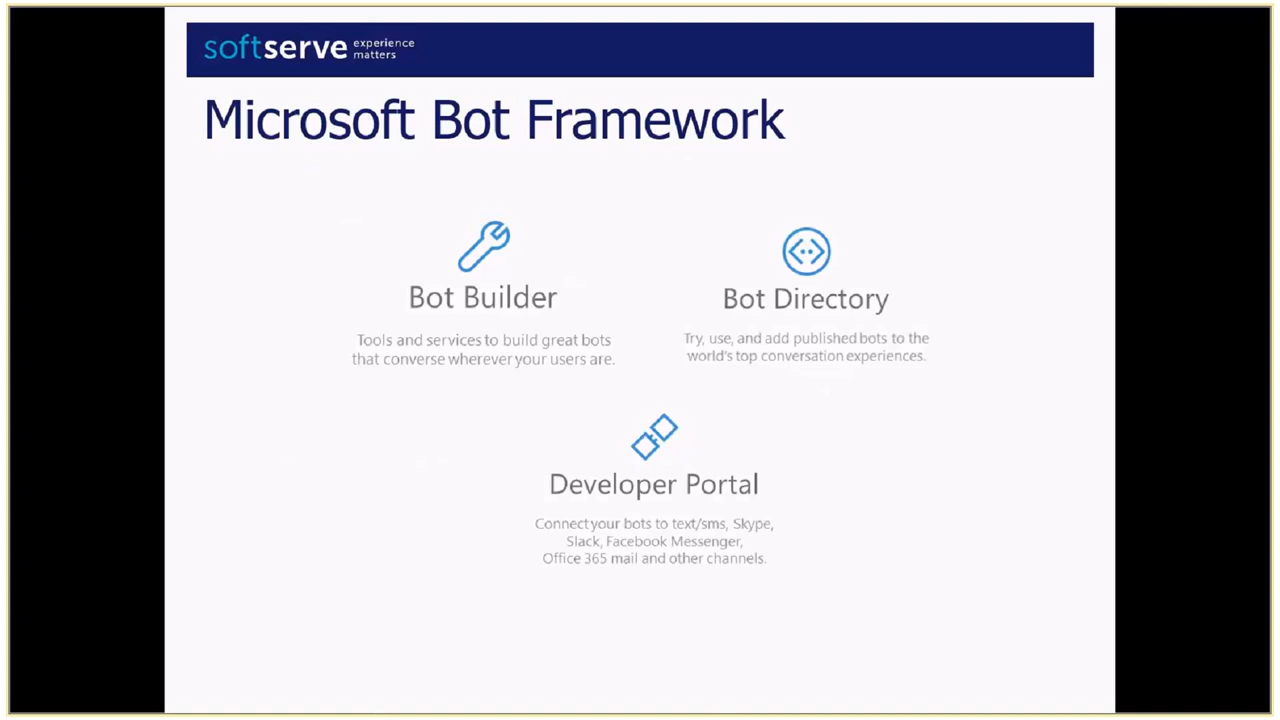 softserve experience matters
Microsoft Bot Framework
Bot Builder
Tools and services to build great bots
that converse wherever your users are.
Bot Directory
Try, use, and add published bots to the
world's top conversation experiences.
Developer Portal
Connect your bots to text/sms, Skype,
Slack, Facebook Messenger,
Office 365 mail and other channels.